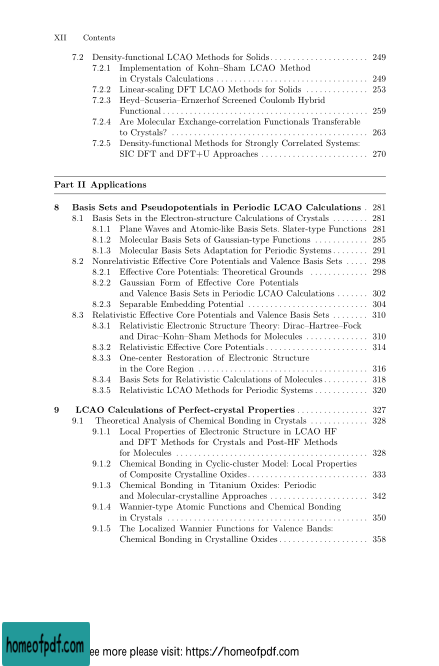 XII Contents
7.2 Density-functional LCAO Methods for Solids . . . . . . . . . . . . . . . . . . . . . . 249
7.2.1 Implementation of Kohn–Sham LCAO Method
in Crystals Calculations . . . . . . . . . . . . . . . . . . . . . . . . . . . . . . . . . 249
7.2.2 Linear-scaling DFT LCAO Methods for Solids . . . . . . . . . . . . . . 253
7.2.3 Heyd–Scuseria–Ernzerhof Screened Coulomb Hybrid
Functional . . . . . . . . . . . . . . . . . . . . . . . . . . . . . . . . . . . . . . . . . . . . . 259
7.2.4 Are Molecular Exchange-correlation Functionals Transferable
to Crystals? . . . . . . . . . . . . . . . . . . . . . . . . . . . . . . . . . . . . . . . . . . . 263
7.2.5 Density-functional Methods for Strongly Correlated Systems:
SIC DFT and DFT+U Approaches . . . . . . . . . . . . . . . . . . . . . . . . 270
Part II Applications
8 Basis Sets and Pseudopotentials in Periodic LCAO Calculations . 281
8.1 Basis Sets in the Electron-structure Calculations of Crystals . . . . . . . . 281
8.1.1 Plane Waves and Atomic-like Basis Sets. Slater-type Functions 281
8.1.2 Molecular Basis Sets of Gaussian-type Functions . . . . . . . . . . . . 285
8.1.3 Molecular Basis Sets Adaptation for Periodic Systems . . . . . . . . 291
8.2 Nonrelativistic Effective Core Potentials and Valence Basis Sets . . . . . 298
8.2.1 Effective Core Potentials: Theoretical Grounds . . . . . . . . . . . . . 298
8.2.2 Gaussian Form of Effective Core Potentials
and Valence Basis Sets in Periodic LCAO Calculations . . . . . . . 302
8.2.3 Separable Embedding Potential . . . . . . . . . . . . . . . . . . . . . . . . . . . 304
8.3 Relativistic Effective Core Potentials and Valence Basis Sets . . . . . . . . 310
8.3.1 Relativistic Electronic Structure Theory: Dirac–Hartree–Fock
and Dirac–Kohn–Sham Methods for Molecules . . . . . . . . . . . . . . 310
8.3.2 Relativistic Effective Core Potentials . . . . . . . . . . . . . . . . . . . . . . . 314
8.3.3 One-center Restoration of Electronic Structure
in the Core Region . . . . . . . . . . . . . . . . . . . . . . . . . . . . . . . . . . . . . 316
8.3.4 Basis Sets for Relativistic Calculations of Molecules . . . . . . . . . . 318
8.3.5 Relativistic LCAO Methods for Periodic Systems . . . . . . . . . . . . 320
9 LCAO Calculations of Perfect-crystal Properties . . . . . . . . . . . . . . . . 327
9.1 Theoretical Analysis of Chemical Bonding in Crystals . . . . . . . . . . . . . 328
9.1.1 Local Properties of Electronic Structure in LCAO HF
and DFT Methods for Crystals and Post-HF Methods
for Molecules . . . . . . . . . . . . . . . . . . . . . . . . . . . . . . . . . . . . . . . . . . 328
9.1.2 Chemical Bonding in Cyclic-cluster Model: Local Properties
of Composite Crystalline Oxides . . . . . . . . . . . . . . . . . . . . . . . . . . . 333
9.1.3 Chemical Bonding in Titanium Oxides: Periodic
and Molecular-crystalline Approaches . . . . . . . . . . . . . . . . . . . . . . 342
9.1.4 Wannier-type Atomic Functions and Chemical Bonding
in Crystals . . . . . . . . . . . . . . . . . . . . . . . . . . . . . . . . . . . . . . . . . . . . 350
9.1.5 The Localized Wannier Functions for Valence Bands:
Chemical Bonding in Crystalline Oxides . . . . . . . . . . . . . . . . . . . . 358
homeofpdf.com
ee more please visit: https://homeofpdf.com